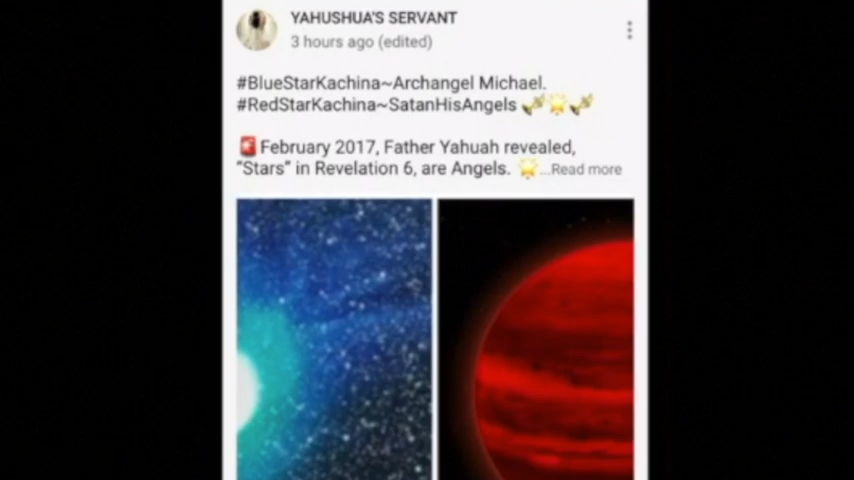 YAHUSHUA'S SERVANT
3 hours ago (edited)
#BlueStarKachina~Archangel Michael.
#RedStarKachina~SatanHisAngels 🎺🌟🎺
🚨February 2017, Father Yahuah revealed,
“Stars” in Revelation 6, are Angels. 🌟...Read more